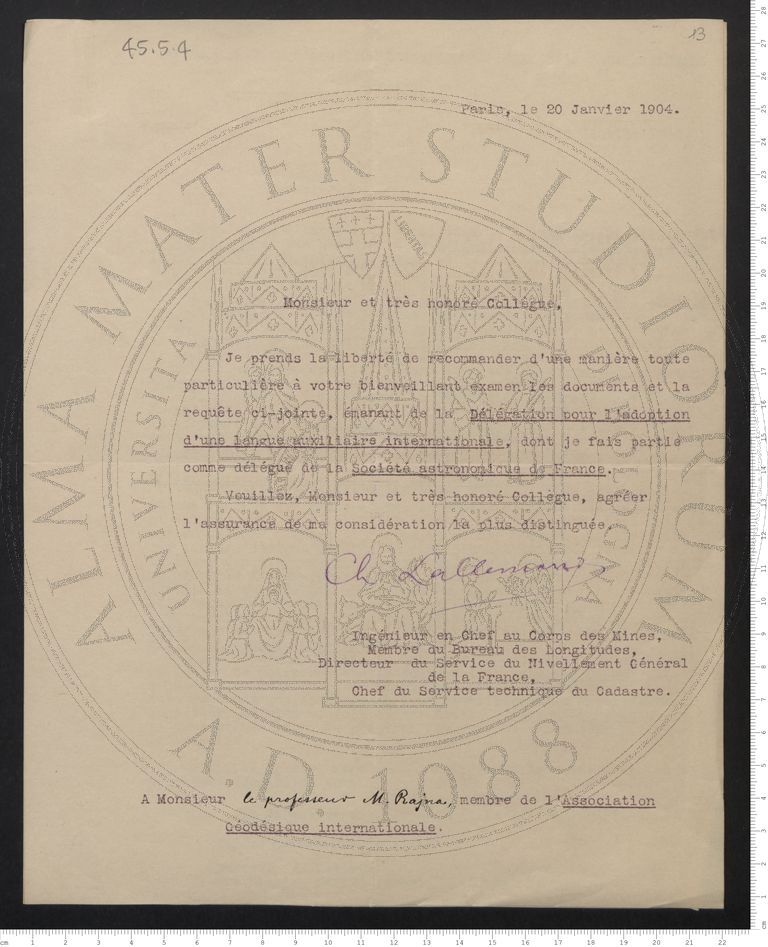 45.5.4
13
Paris, le 20 Janvier 1904.
Monsieur et très honoré Collègue,
Je prends la liberté de recommander d'une manière toute
particulière à votre bienveillant examen les documents et la
requête ci-jointe, émanant de la Délégation pour l'adoption
d'une langue auxiliaire internationale, dont je fais partie
comme délégué de la Société astronomique de France.
Veuillez, Monsieur et très honoré Collègue, agréer
l'assurance de ma considération la plus distinguée.
Ch Lallemand
Ingénieur en Chef au Corps des Mines,
Membre du Bureau des Longitudes,
Directeur du Service du Nivellement Général
de la France,
Chef du Service technique du Cadastre.
A Monsieur le professeur M. Rajna, membre de l'Association
Géodésique internationale.
ALMA MATER STUDIORUM
A.D. 1088
LIBERTAS